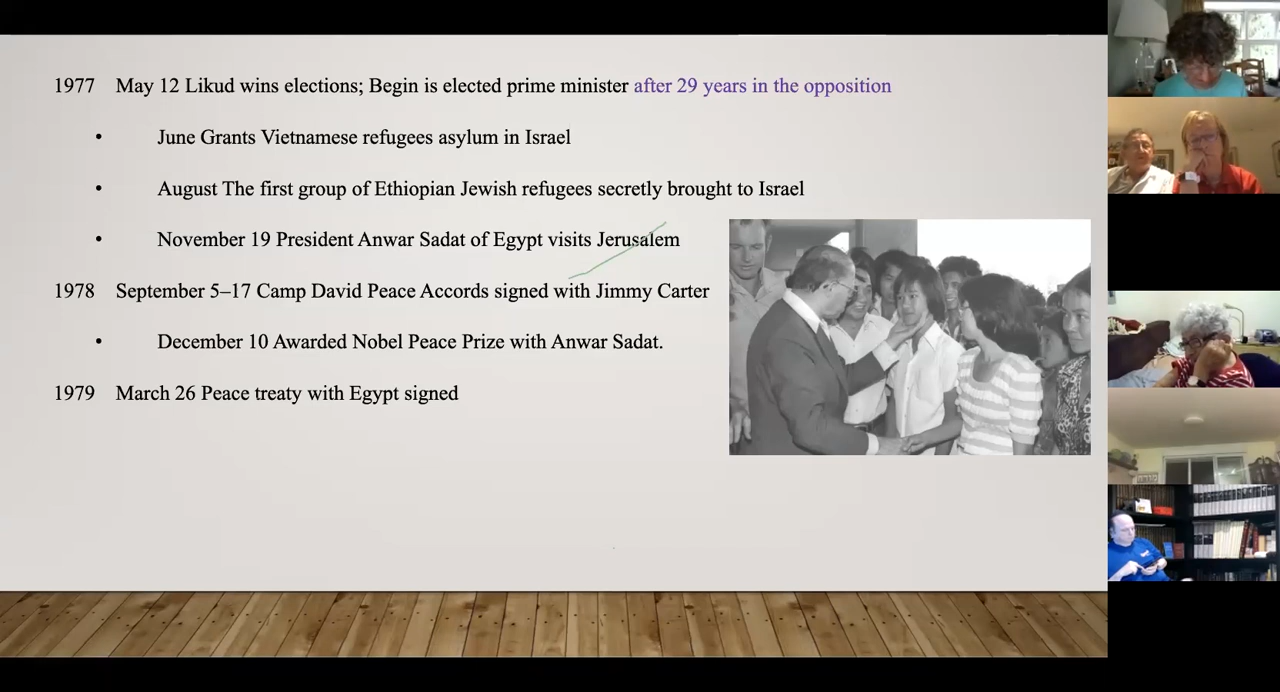 1977 May 12 Likud wins elections; Begin is elected prime minister after 29 years in the opposition
• June Grants Vietnamese refugees asylum in Israel
• August The first group of Ethiopian Jewish refugees secretly brought to Israel
• November 19 President Anwar Sadat of Egypt visits Jerusalem
1978 September 5–17 Camp David Peace Accords signed with Jimmy Carter
• December 10 Awarded Nobel Peace Prize with Anwar Sadat.
1979 March 26 Peace treaty with Egypt signed